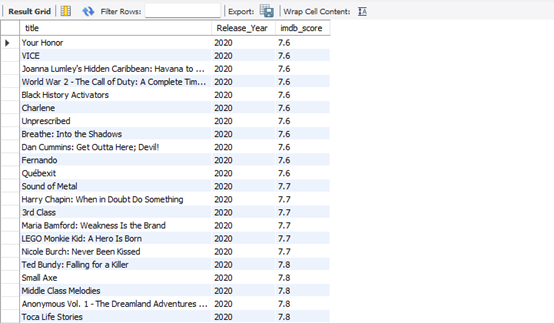 Result Grid Filter Rows: Export: Wrap Cell Content: IA
title Release_Year imdb_score
Your Honor 2020 7.6
VICE 2020 7.6
Joanna Lumley's Hidden Caribbean: Havana to ... 2020 7.6
World War 2 - The Call of Duty: A Complete Tim... 2020 7.6
Black History Activators 2020 7.6
Charlene 2020 7.6
Unprescribed 2020 7.6
Breathe: Into the Shadows 2020 7.6
Dan Cummins: Get Outta Here; Devil! 2020 7.6
Fernando 2020 7.6
Québexit 2020 7.6
Sound of Metal 2020 7.7
Harry Chapin: When in Doubt Do Something 2020 7.7
3rd Class 2020 7.7
Maria Bamford: Weakness Is the Brand 2020 7.7
LEGO Monkie Kid: A Hero Is Born 2020 7.7
Nicole Burch: Never Been Kissed 2020 7.7
Ted Bundy: Falling for a Killer 2020 7.8
Small Axe 2020 7.8
Middle Class Melodies 2020 7.8
Anonymous Vol. 1 - The Dreamland Adventures ... 2020 7.8
Toca Life Stories 2020 7.8